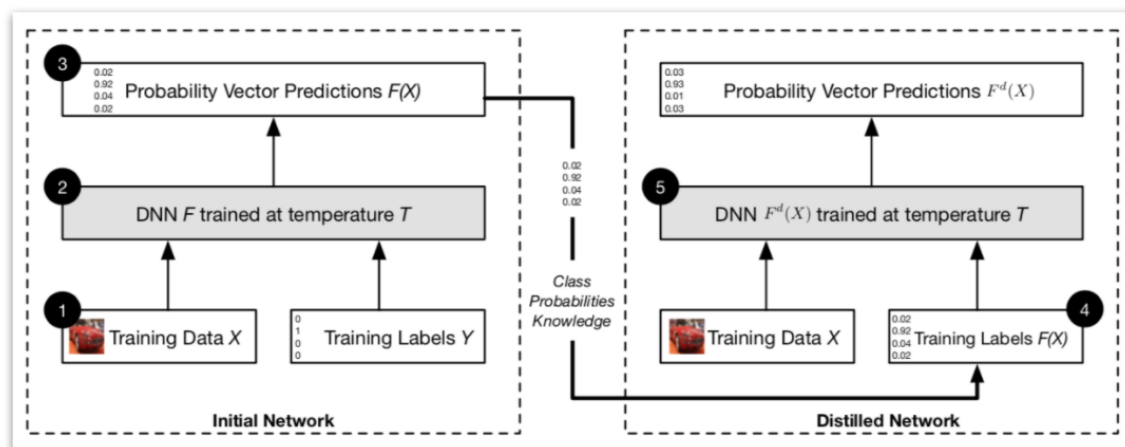 3
0.02
0.92
0.04
0.02
Probability Vector Predictions F(X)
2
DNN F trained at temperature T
1
Training Data X
0
1
0
0
Training Labels Y
Initial Network
0.02
0.92
0.04
0.02
Class
Probabilities
Knowledge
0.03
0.93
0.01
0.03
Probability Vector Predictions F^d(X)
5
DNN F^d(X) trained at temperature T
Training Data X
4
0.02
0.92
0.04
0.02
Training Labels F(X)
Distilled Network